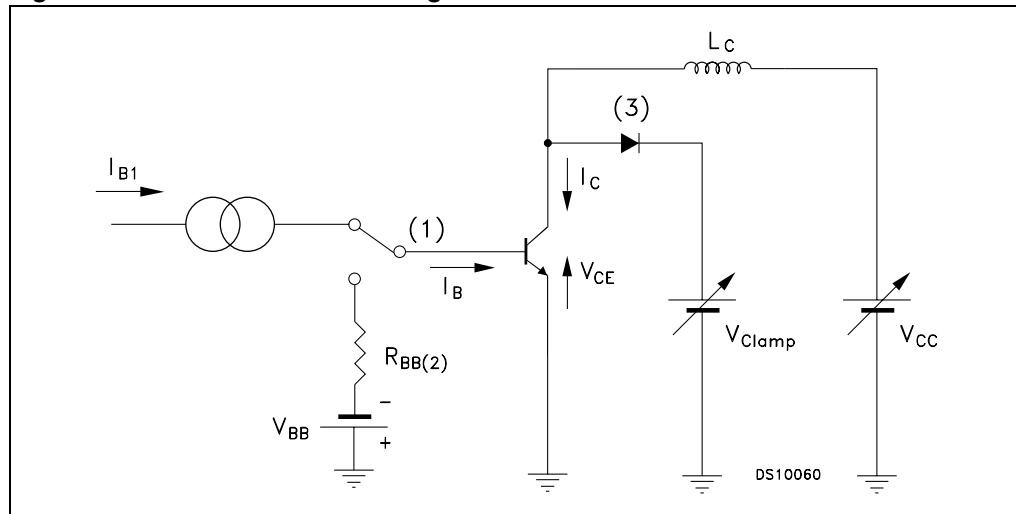 L_C
(3)
I_B1
I_C
(1)
I_B
V_CE
V_Clamp
V_CC
R_BB(2)
-
V_BB
+
DS10060